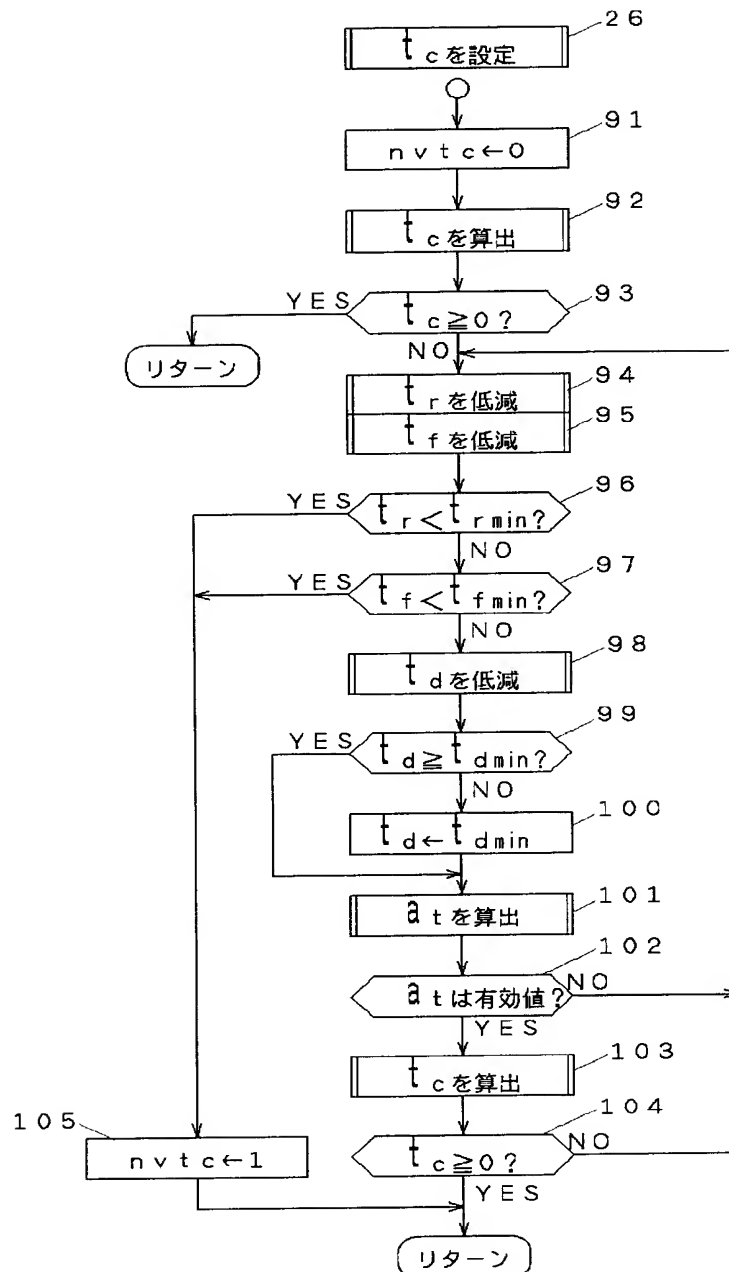 26
tcを設定
91
nvtc←0
92
tcを算出
93
YES
tc≧0?
NO
リターン
94
trを低減
95
tfを低減
96
YES
tr<trmin?
NO
97
YES
tf<tfmin?
NO
98
tdを低減
99
YES
td≧tdmin?
NO
100
td←tdmin
101
atを算出
102
atは有効値?
NO
YES
103
tcを算出
104
105
nvtc←1
tc≧0?
NO
YES
リターン